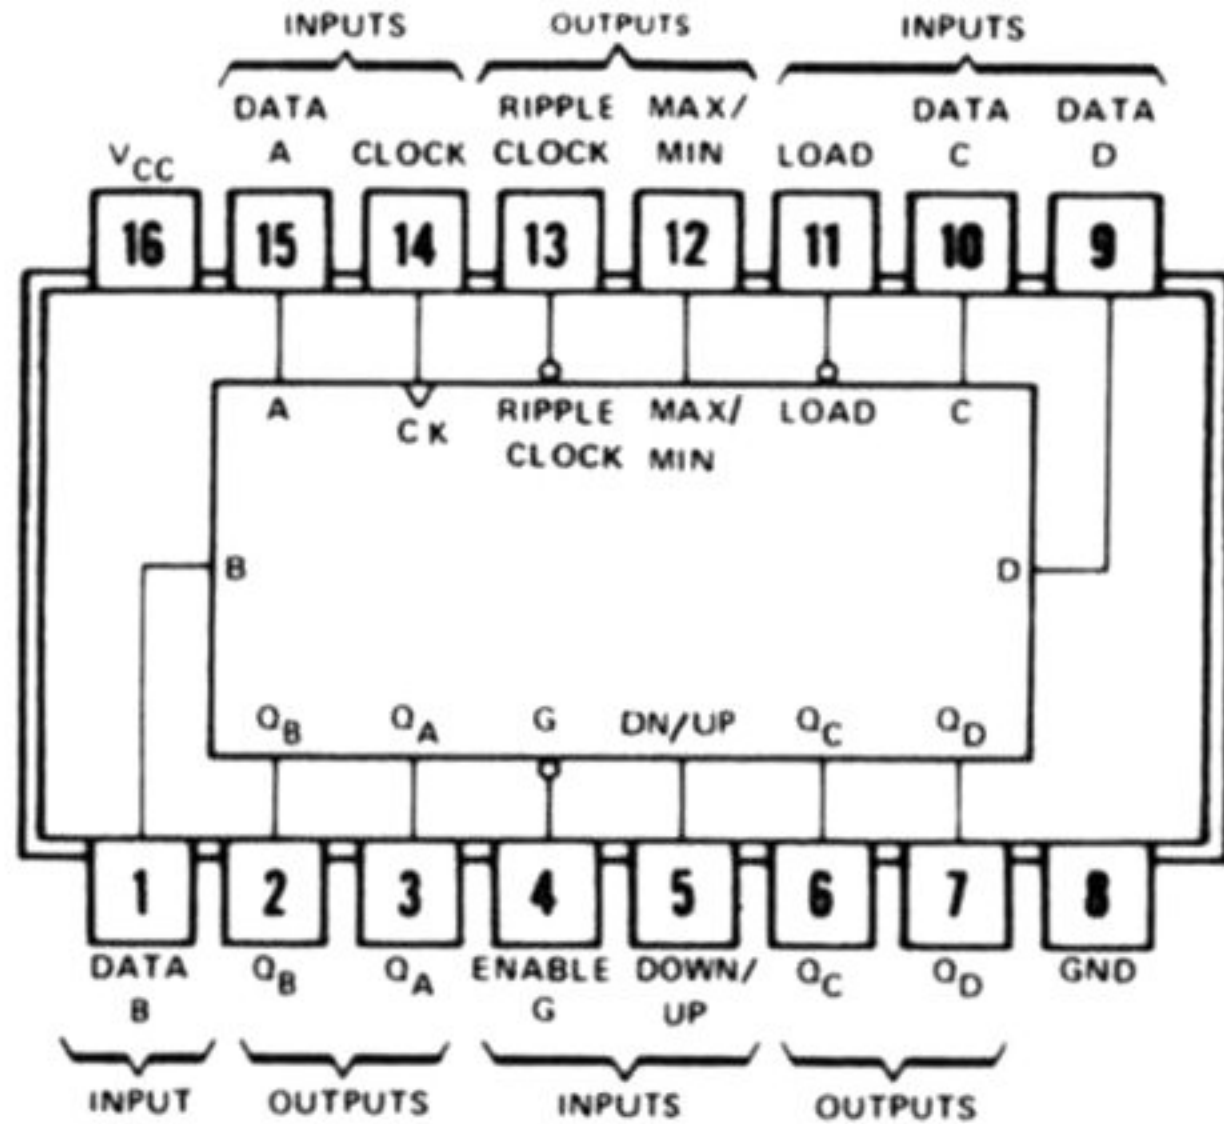 INPUTS OUTPUTS INPUTS
DATA RIPPLE MAX/ DATA DATA
VCC A CLOCK CLOCK MIN LOAD C D
16 15 14 13 12 11 10 9
A CK RIPPLE MAX/ LOAD C
CLOCK MIN
B D
QB QA G DN/UP QC QD
1 2 3 4 5 6 7 8
DATA QB QA ENABLE DOWN/ QC QD GND
B G UP
INPUT OUTPUTS INPUTS OUTPUTS